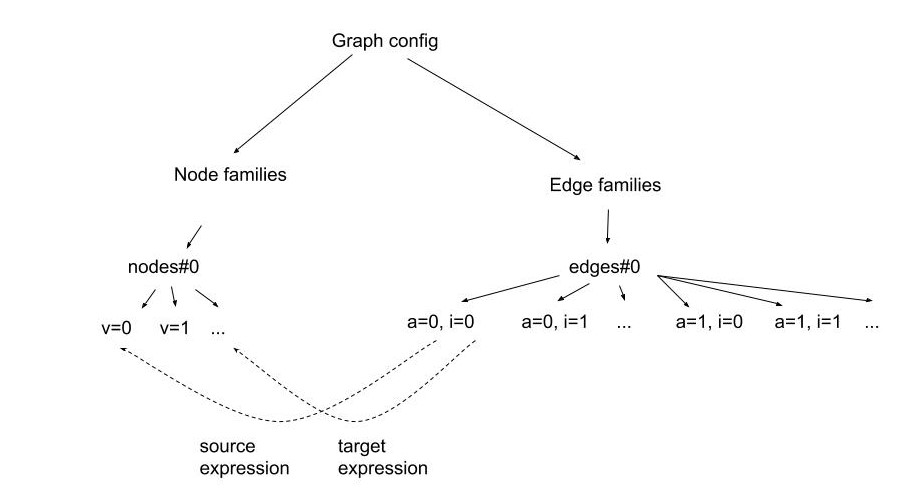 Graph config
Node families
Edge families
nodes#0
edges#0
v=0 v=1 ...
a=0, i=0 a=0, i=1 ... a=1, i=0 a=1, i=1 ...
source
expression
target
expression